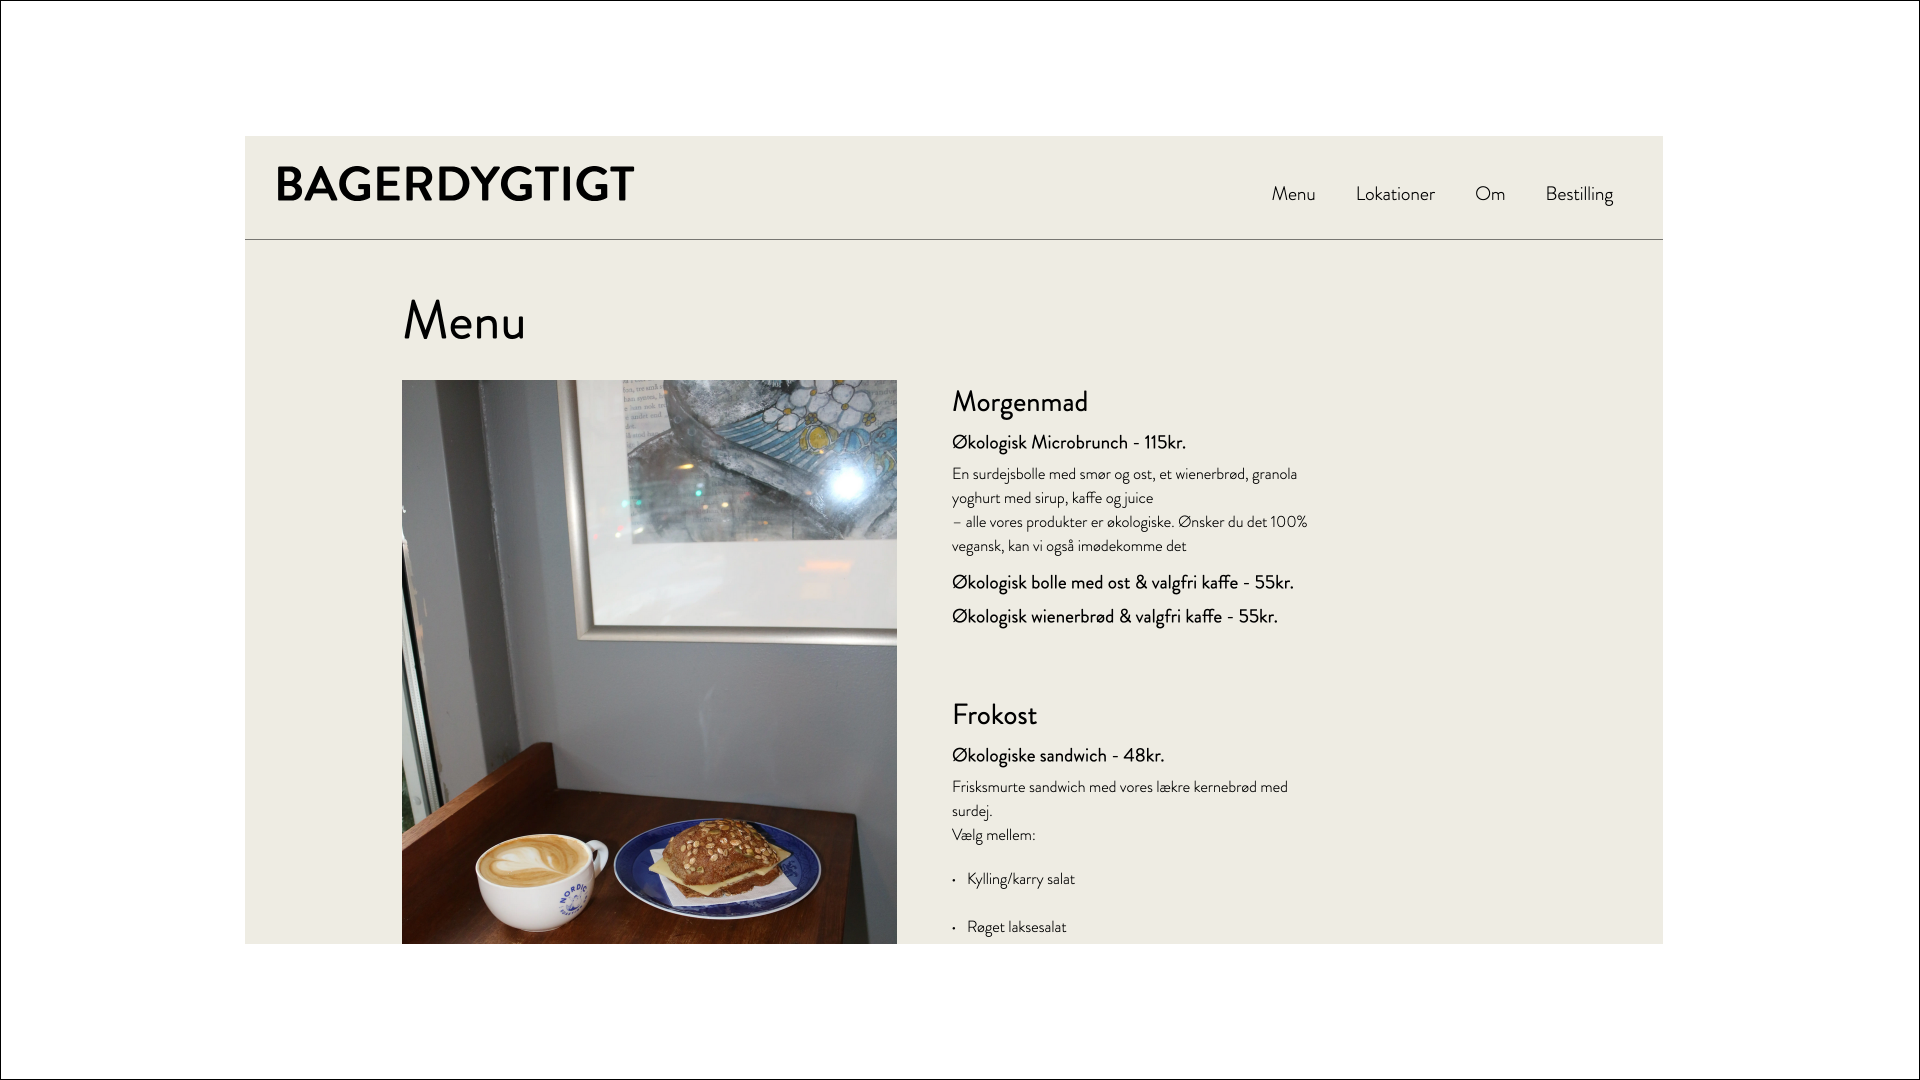 BAGERDYGTIGT
Menu
Lokationer
Om
Bestilling
Menu
Morgenmad
Økologisk Microbrunch - 115kr.
En surdejsbolle med smør og ost, et wienerbrød, granola
yoghurt med sirup, kaffe og juice
– alle vores produkter er økologiske. Ønsker du det 100%
vegansk, kan vi også imødekomme det
Økologisk bolle med ost & valgfri kaffe - 55kr.
Økologisk wienerbrød & valgfri kaffe - 55kr.
Frokost
Økologiske sandwich - 48kr.
Frisksmurte sandwich med vores lækre kernebrød med
surdej.
Vælg mellem:
• Kylling/karry salat
• Røget laksesalat
NORDIC